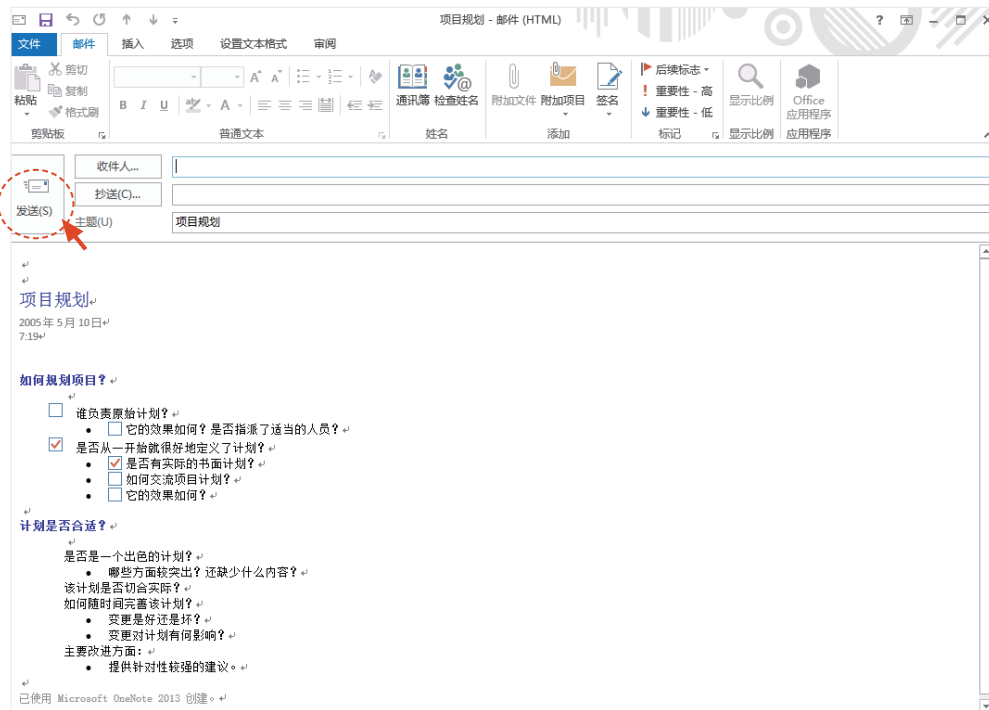 项目规划 - 邮件 (HTML)
?
文件 邮件 插入 选项 设置文本格式 审阅
粘贴
剪切
复制
格式刷
剪贴板
B I U
普通文本
通讯簿 检查姓名
姓名
附加文件 附加项目 签名
添加
后续标志
重要性 - 高
重要性 - 低
标记
显示比例
显示比例
Office
应用程序
应用程序
发送(S)
收件人...
抄送(C)...
主题(U) 项目规划
项目规划
2005 年 5 月 10 日
7:19
如何规划项目?
谁负责原始计划?
它的效果如何? 是否指派了适当的人员?
是否从一开始就很好地定义了计划?
是否有实际的书面计划?
如何交流项目计划?
它的效果如何?
计划是否合适?
是否是一个出色的计划?
哪些方面较突出? 还缺少什么内容?
该计划是否切合实际?
如何随时间完善该计划?
变更是好还是坏?
变更对计划有何影响?
主要改进方面:
提供针对性较强的建议。
已使用 Microsoft OneNote 2013 创建。